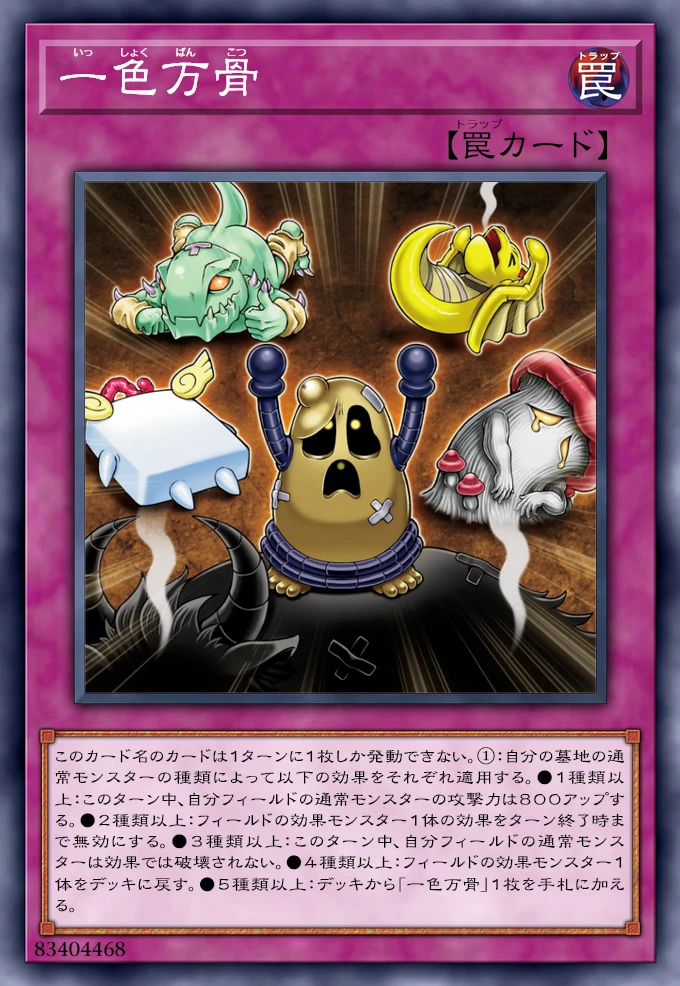 いっ しょく ばん こつ
一色万骨
トラップ
罠
トラップ
【罠カード】
このカード名のカードは1ターンに1枚しか発動できない。①：自分の墓地の通
常モンスターの種類によって以下の効果をそれぞれ適用する。●1種類以
上：このターン中、自分フィールドの通常モンスターの攻撃力は800アップす
る。●2種類以上：フィールドの効果モンスター1体の効果をターン終了時ま
で無効にする。●3種類以上：このターン中、自分フィールドの通常モンス
ターは効果では破壊されない。●4種類以上：フィールドの効果モンスター1
体をデッキに戻す。●5種類以上：デッキから「一色万骨」1枚を手札に加え
る。
83404468